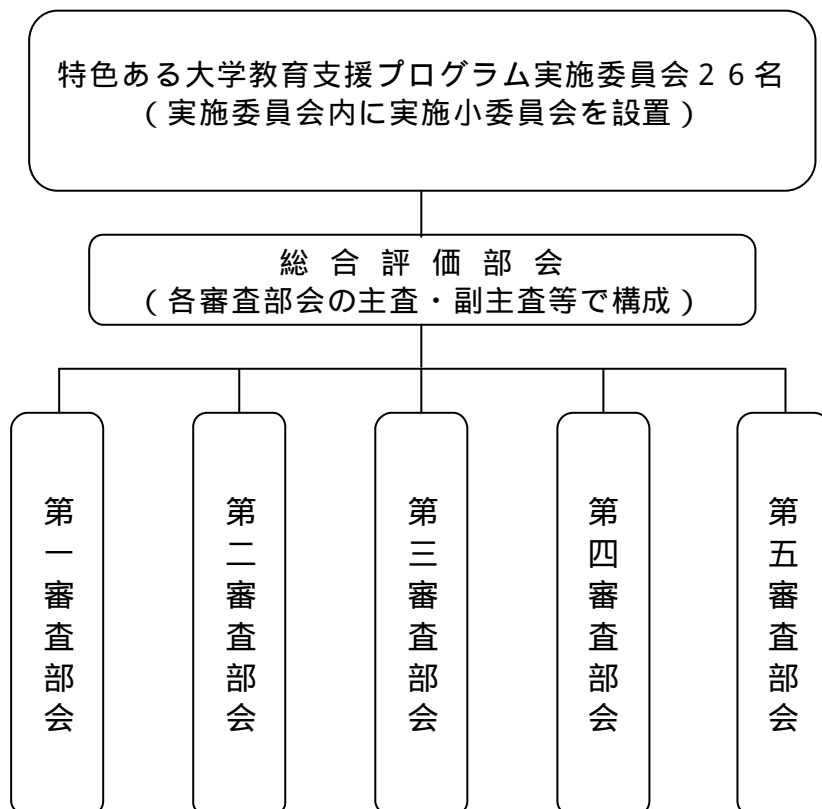 特色ある大学教育支援プログラム実施委員会２６名
（実施委員会内に実施小委員会を設置）
総 合 評 価 部 会
（各審査部会の主査・副主査等で構成）
第一審査部会
第二審査部会
第三審査部会
第四審査部会
第五審査部会